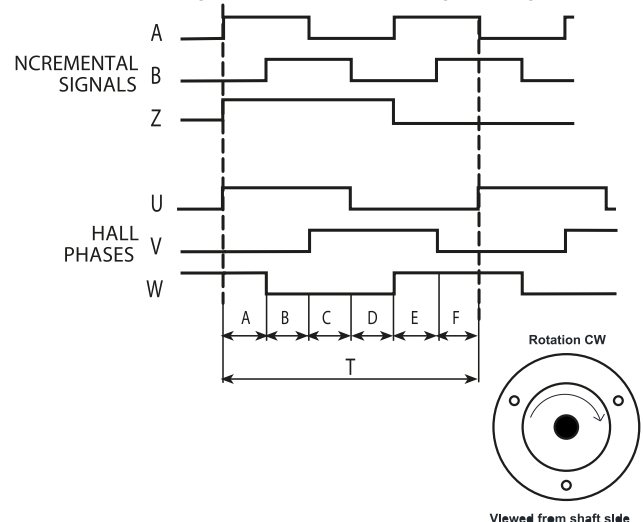 A
NCREMENTAL
SIGNALS
B
Z
U
HALL
PHASES
V
W
A B C D E F
T
Rotation CW
Viewed from shaft side